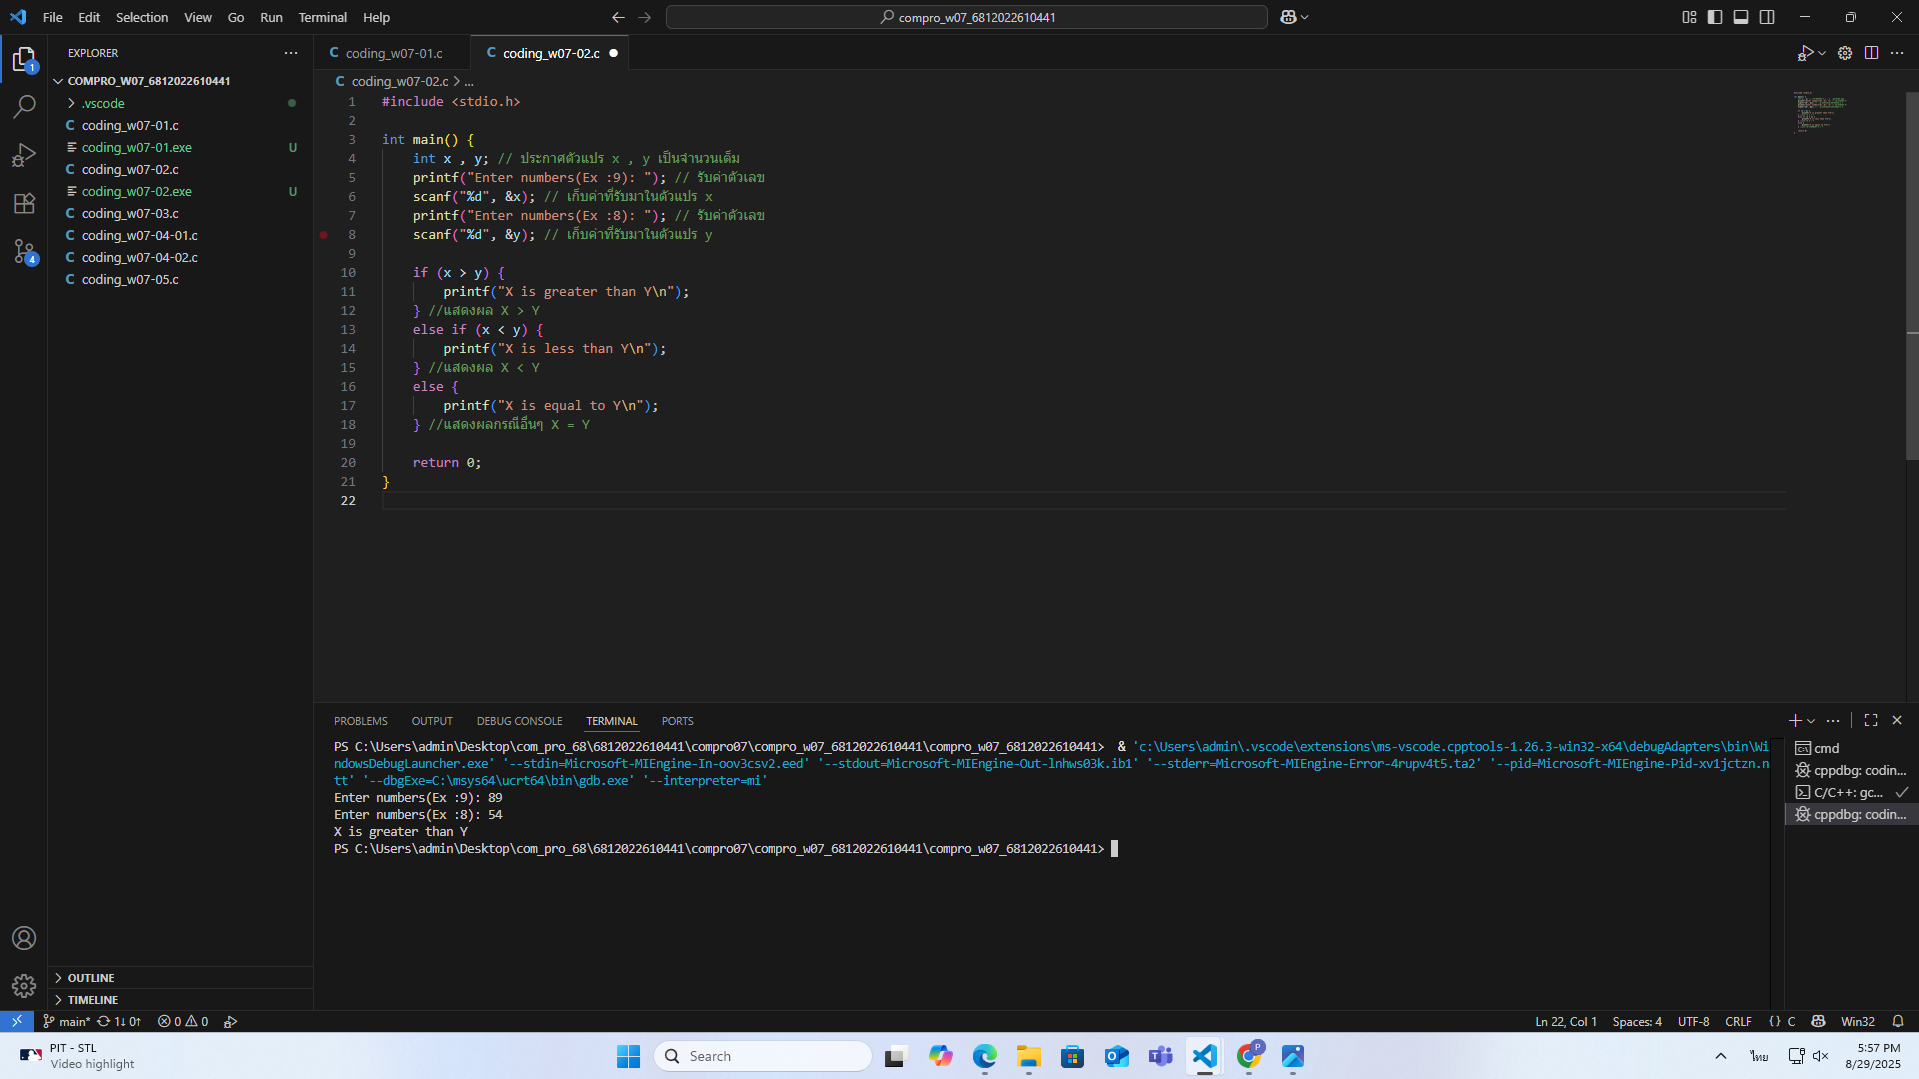 File Edit Selection View Go Run Terminal Help
compro_w07_6812022610441
EXPLORER
COMPRO_W07_6812022610441
.vscode
C coding_w07-01.c
coding_w07-01.exe U
C coding_w07-02.c
coding_w07-02.exe U
C coding_w07-03.c
C coding_w07-04-01.c
C coding_w07-04-02.c
C coding_w07-05.c
OUTLINE
TIMELINE
1
4
C coding_w07-01.c
C coding_w07-02.c
C coding_w07-02.c > ...
1 #include <stdio.h>
2
3 int main() {
4 int x , y; // ประกาศตัวแปร x , y เป็นจำนวนเต็ม
5 printf("Enter numbers(Ex :9): "); // รับค่าตัวเลข
6 scanf("%d", &x); // เก็บค่าที่รับมาในตัวแปร x
7 printf("Enter numbers(Ex :8): "); // รับค่าตัวเลข
8 scanf("%d", &y); // เก็บค่าที่รับมาในตัวแปร y
9
10 if (x > y) {
11 printf("X is greater than Y\n");
12 } //แสดงผล X > Y
13 else if (x < y) {
14 printf("X is less than Y\n");
15 } //แสดงผล X < Y
16 else {
17 printf("X is equal to Y\n");
18 } //แสดงผลกรณีอื่นๆ X = Y
19
20 return 0;
21 }
22
PROBLEMS OUTPUT DEBUG CONSOLE TERMINAL PORTS
PS C:\Users\admin\Desktop\com_pro_68\6812022610441\compro07\compro_w07_6812022610441\compro_w07_6812022610441> & 'c:\Users\admin\.vscode\extensions\ms-vscode.cpptools-1.26.3-win32-x64\debugAdapters\bin\Wi
ndowsDebugLauncher.exe' '--stdin=Microsoft-MIEngine-In-oov3csv2.eed' '--stdout=Microsoft-MIEngine-Out-lnhws03k.ib1' '--stderr=Microsoft-MIEngine-Error-4rupv4t5.ta2' '--pid=Microsoft-MIEngine-Pid-xv1jctzn.n
tt' '--dbgExe=C:\msys64\ucrt64\bin\gdb.exe' '--interpreter=mi'
Enter numbers(Ex :9): 89
Enter numbers(Ex :8): 54
X is greater than Y
PS C:\Users\admin\Desktop\com_pro_68\6812022610441\compro07\compro_w07_6812022610441\compro_w07_6812022610441>
cmd
cppdbg: codin...
C/C++: gc...
cppdbg: codin...
main* 1↓ 0↑ 0 0
Ln 22, Col 1 Spaces: 4 UTF-8 CRLF {} C Win32
PIT - STL
Video highlight
Search
P
ไทย
5:57 PM
8/29/2025